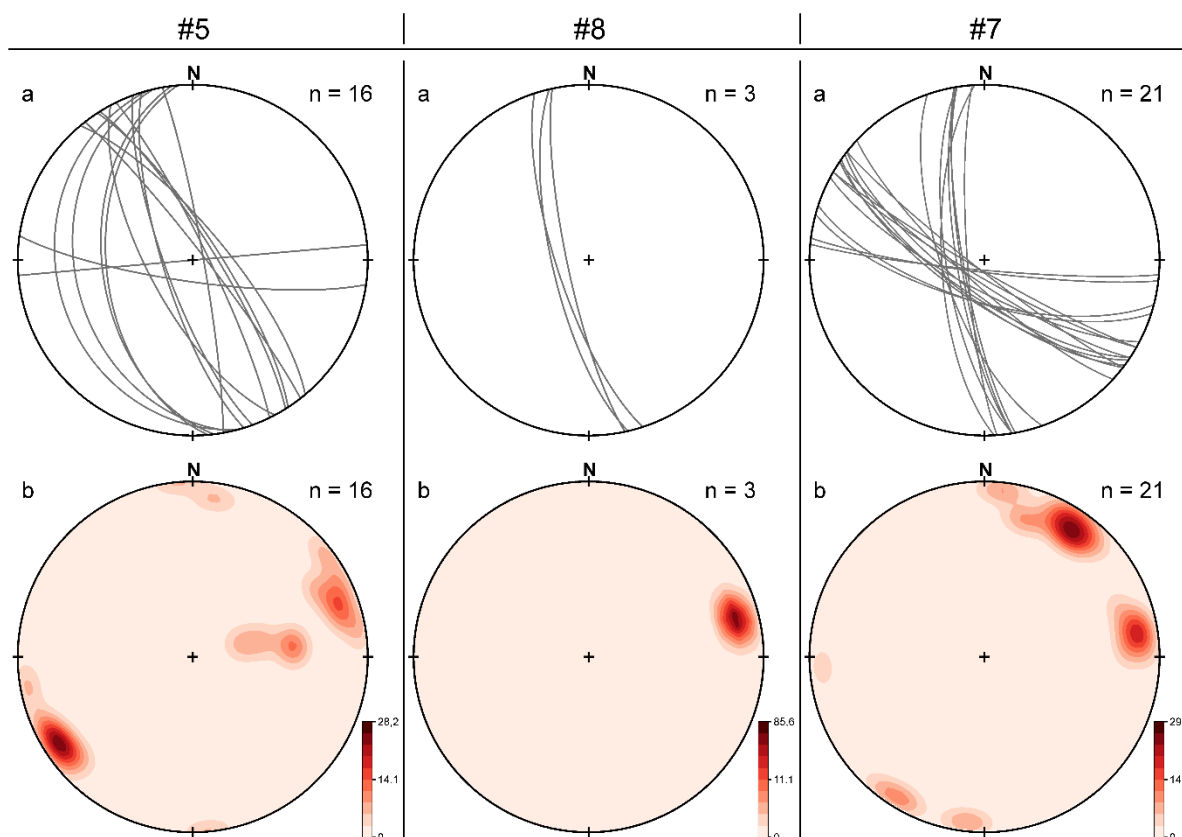 #5 #8 #7
N N N
a n = 16 a n = 3 a n = 21
N N N
b n = 16 b n = 3 b n = 21
28,2 85,6 29
14.1 11.1 14